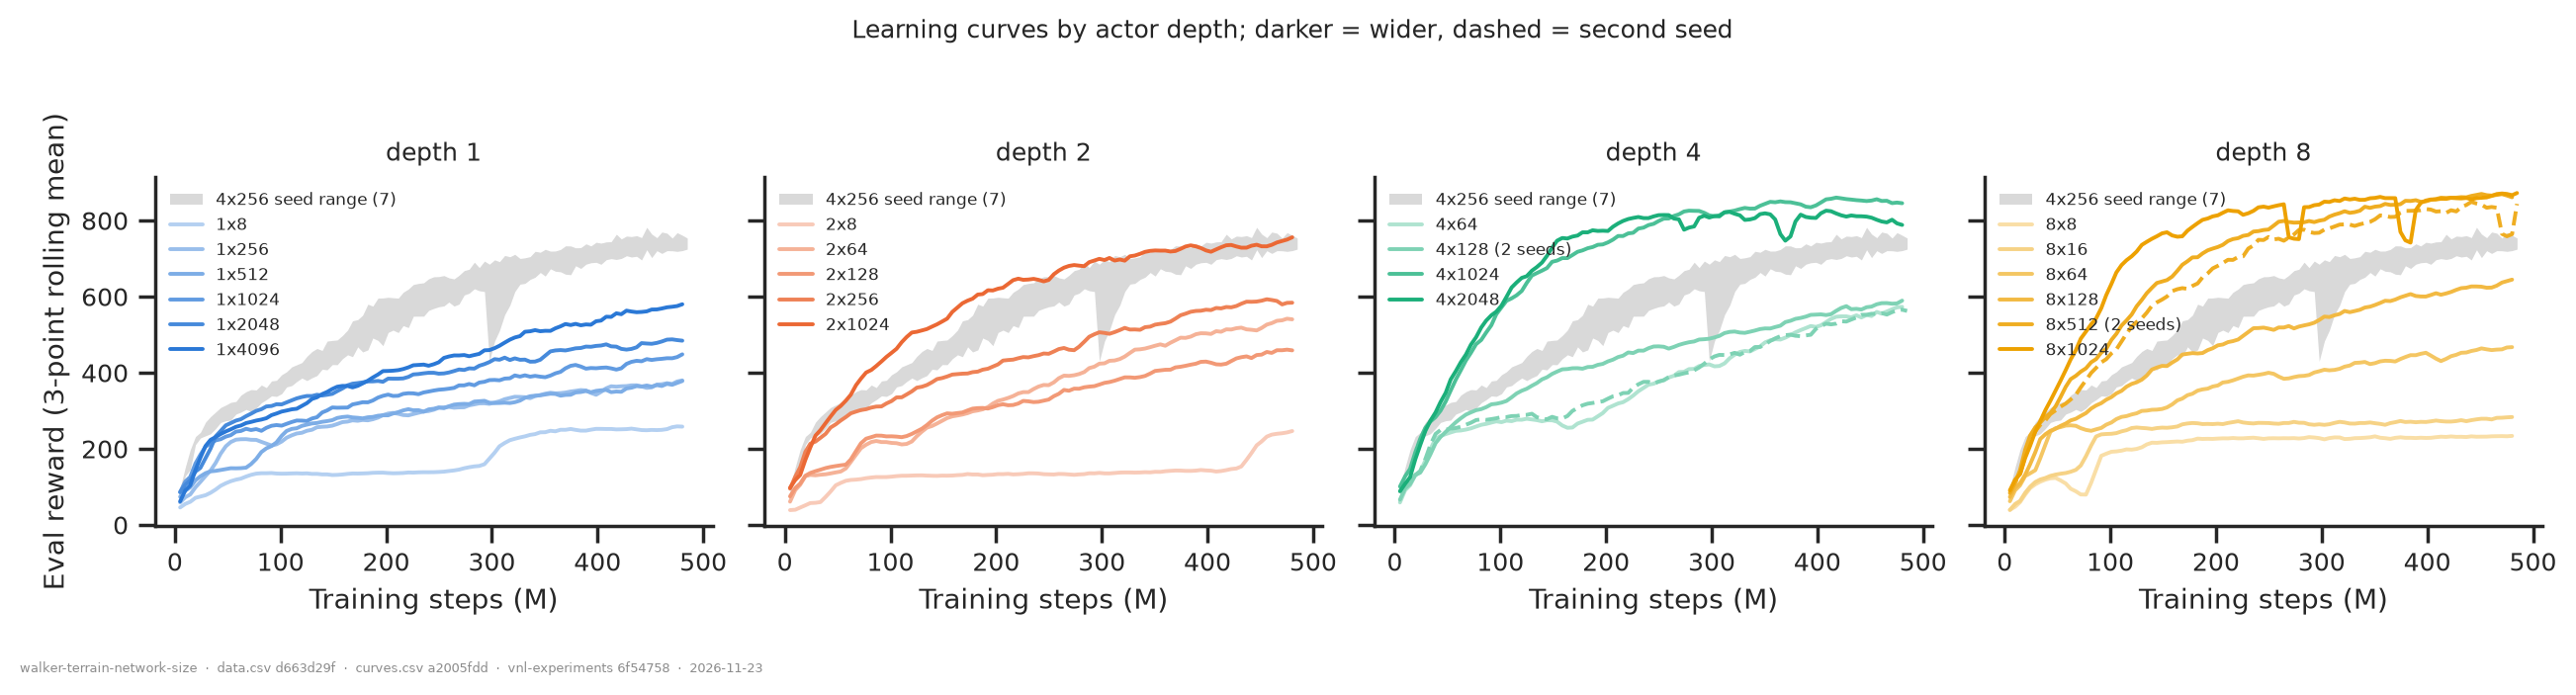 Learning curves by actor depth; darker = wider, dashed = second seed
Eval reward (3-point rolling mean)
depth 1
4x256 seed range (7)
1x8
1x256
1x512
1x1024
1x2048
1x4096
0
200
400
600
800
0 100 200 300 400 500
Training steps (M)
depth 2
4x256 seed range (7)
2x8
2x64
2x128
2x256
2x1024
0 100 200 300 400 500
Training steps (M)
depth 4
4x256 seed range (7)
4x64
4x128 (2 seeds)
4x1024
4x2048
0 100 200 300 400 500
Training steps (M)
depth 8
4x256 seed range (7)
8x8
8x16
8x64
8x128
8x512 (2 seeds)
8x1024
0 100 200 300 400 500
Training steps (M)
walker-terrain-network-size · data.csv d663d29f · curves.csv a2005fdd · vnl-experiments 6f54758 · 2026-11-23